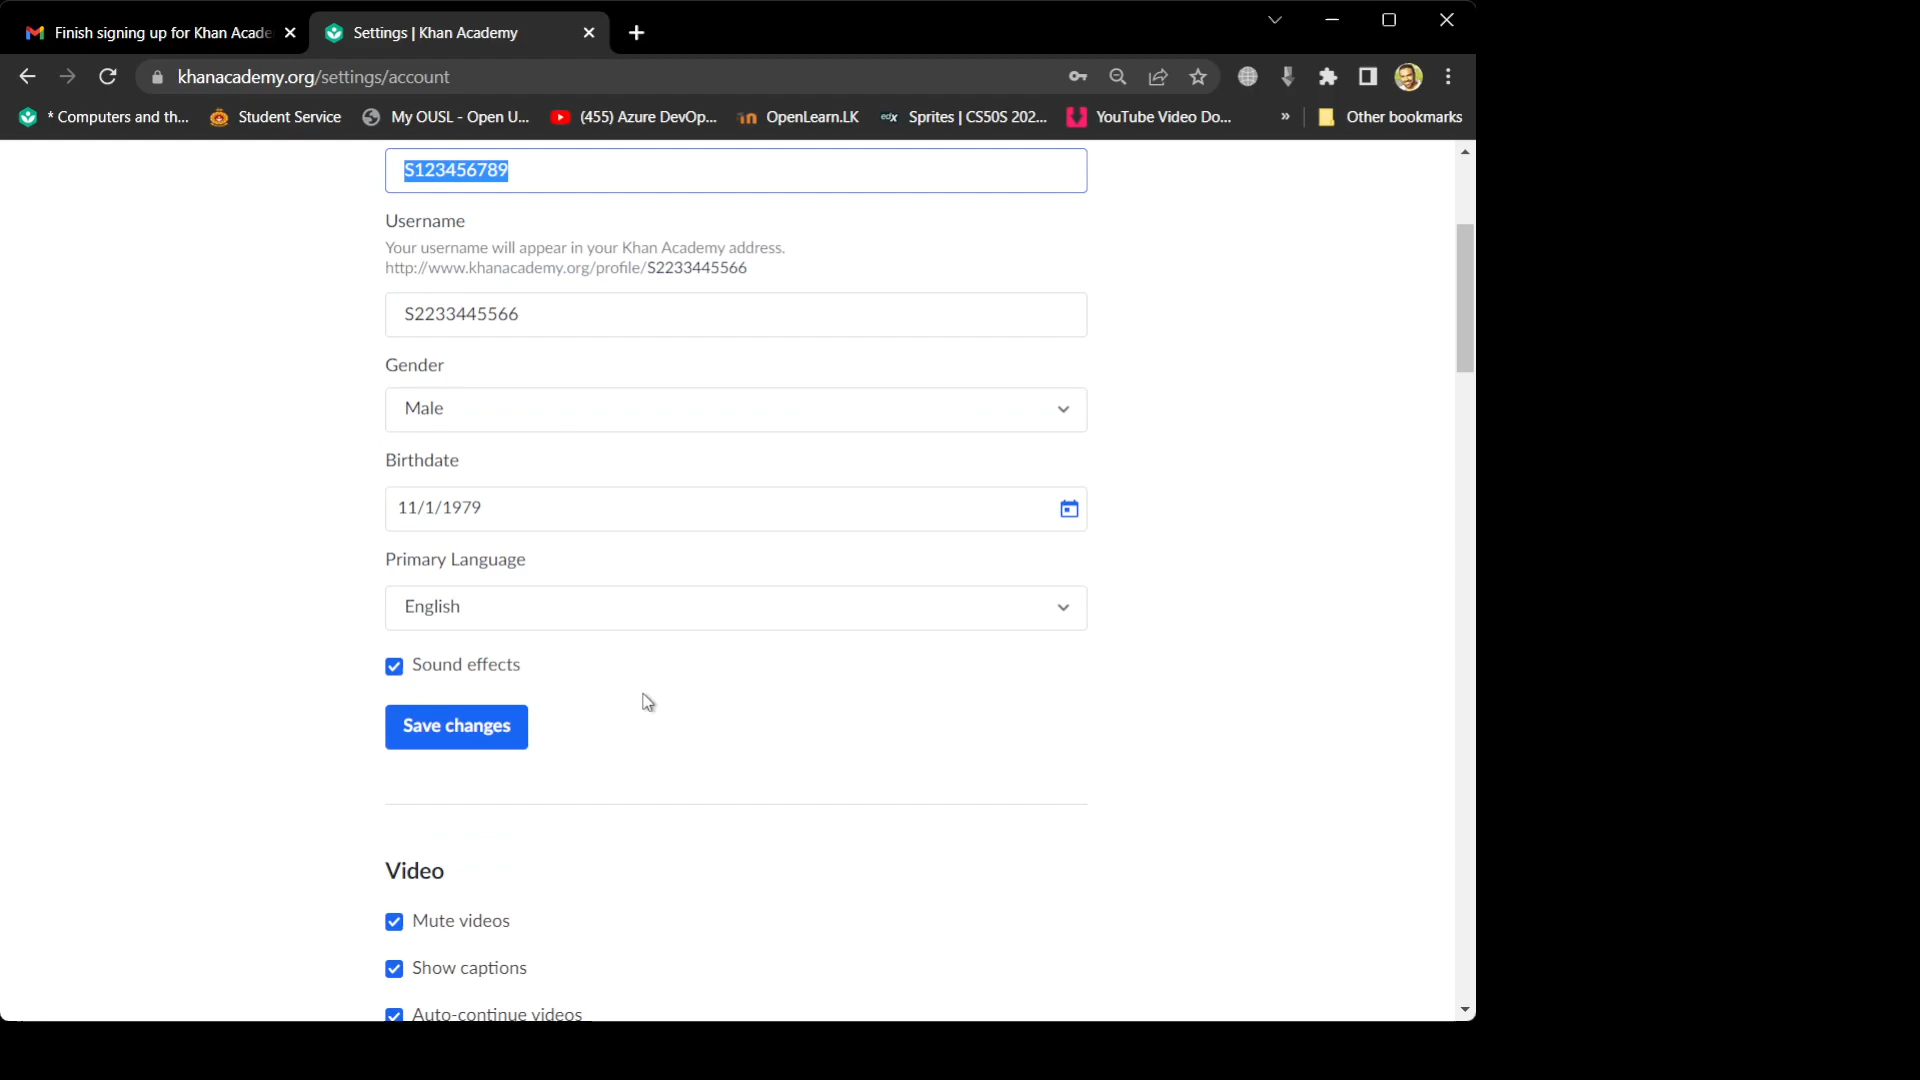 Finish signing up for Khan Acade
Settings | Khan Academy
khanacademy.org/settings/account
* Computers and th...
Student Service
My OUSL - Open U...
(455) Azure DevOp...
OpenLearn.LK
edX
Sprites | CS50S 202...
YouTube Video Do...
»
Other bookmarks
S123456789
Username
Your username will appear in your Khan Academy address.
http://www.khanacademy.org/profile/S2233445566
S2233445566
Gender
Male
Birthdate
11/1/1979
Primary Language
English
Sound effects
Save changes
Video
Mute videos
Show captions
Auto-continue videos